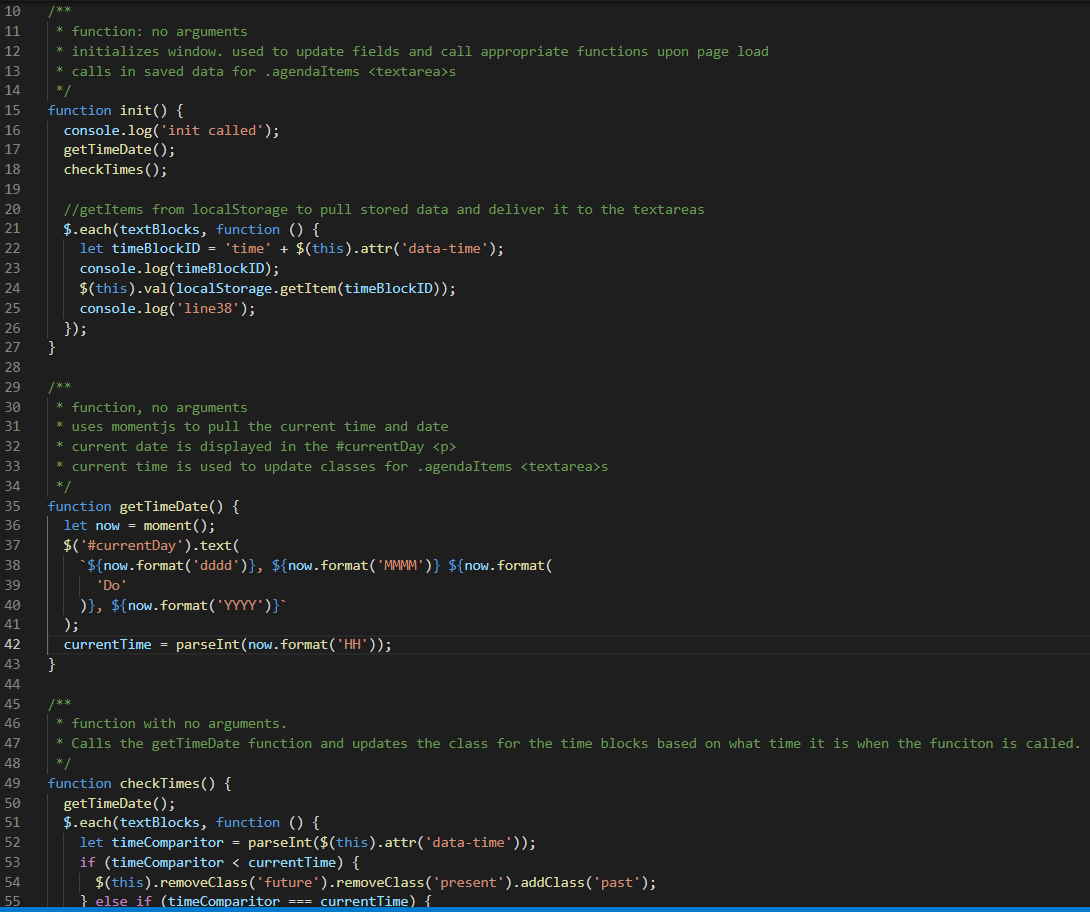 10 /**
11 * function: no arguments
12 * initializes window. used to update fields and call appropriate functions upon page load
13 * calls in saved data for .agendaItems <textarea>s
14 */
15 function init() {
16 console.log('init called');
17 getTimeDate();
18 checkTimes();
19
20 //getItems from localStorage to pull stored data and deliver it to the textareas
21 $.each(textBlocks, function () {
22 let timeBlockID = 'time' + $(this).attr('data-time');
23 console.log(timeBlockID);
24 $(this).val(localStorage.getItem(timeBlockID));
25 console.log('line38');
26 });
27 }
28
29 /**
30 * function, no arguments
31 * uses momentjs to pull the current time and date
32 * current date is displayed in the #currentDay <p>
33 * current time is used to update classes for .agendaItems <textarea>s
34 */
35 function getTimeDate() {
36 let now = moment();
37 $('#currentDay').text(
38 `${now.format('dddd')}, ${now.format('MMMM')} ${now.format(
39 'Do'
40 )}, ${now.format('YYYY')}`
41 );
42 currentTime = parseInt(now.format('HH'));
43 }
44
45 /**
46 * function with no arguments.
47 * Calls the getTimeDate function and updates the class for the time blocks based on what time it is when the funciton is called.
48 */
49 function checkTimes() {
50 getTimeDate();
51 $.each(textBlocks, function () {
52 let timeComparitor = parseInt($(this).attr('data-time'));
53 if (timeComparitor < currentTime) {
54 $(this).removeClass('future').removeClass('present').addClass('past');
55 } else if (timeComparitor === currentTime) {